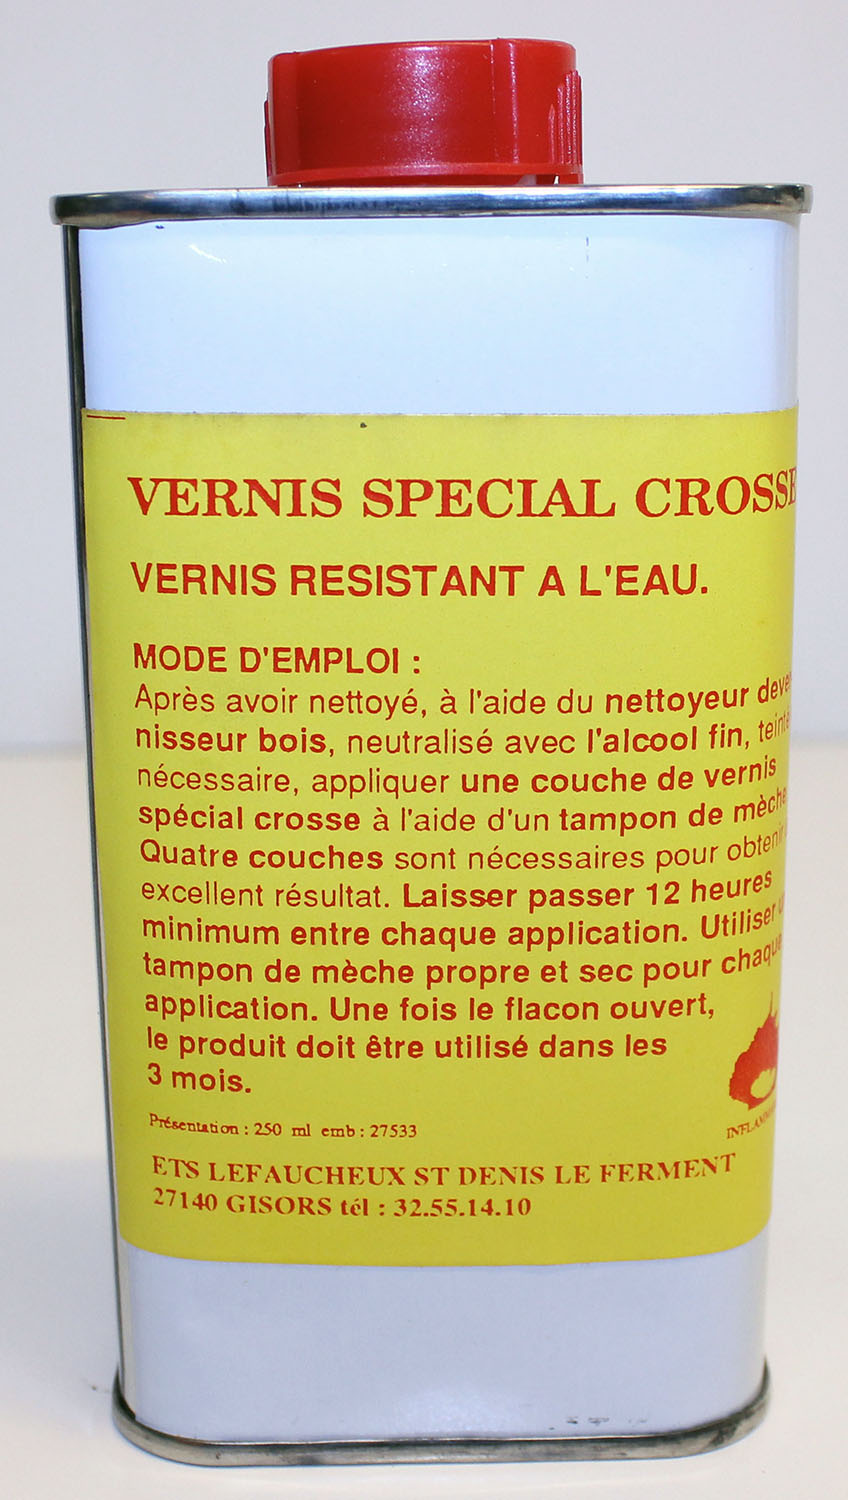 VERNIS SPECIAL CROSSE
VERNIS RESISTANT A L'EAU.
MODE D'EMPLOI :
Après avoir nettoyé, à l'aide du nettoyeur
nisseur bois, neutralisé avec l'alcool fin,
nécessaire, appliquer une couche de vernis
spécial crosse à l'aide d'un tampon de mèche
Quatre couches sont nécessaires pour obtenir
excellent résultat. Laisser passer 12 heures
minimum entre chaque application. Utiliser
tampon de mèche propre et sec pour chaque
application. Une fois le flacon ouvert,
le produit doit être utilisé dans les
3 mois.
Présentation : 250 ml emb : 27533
ETS LEFAUCHEUX ST DENIS LE FERMENT
27140 GISORS tél : 32.55.14.10